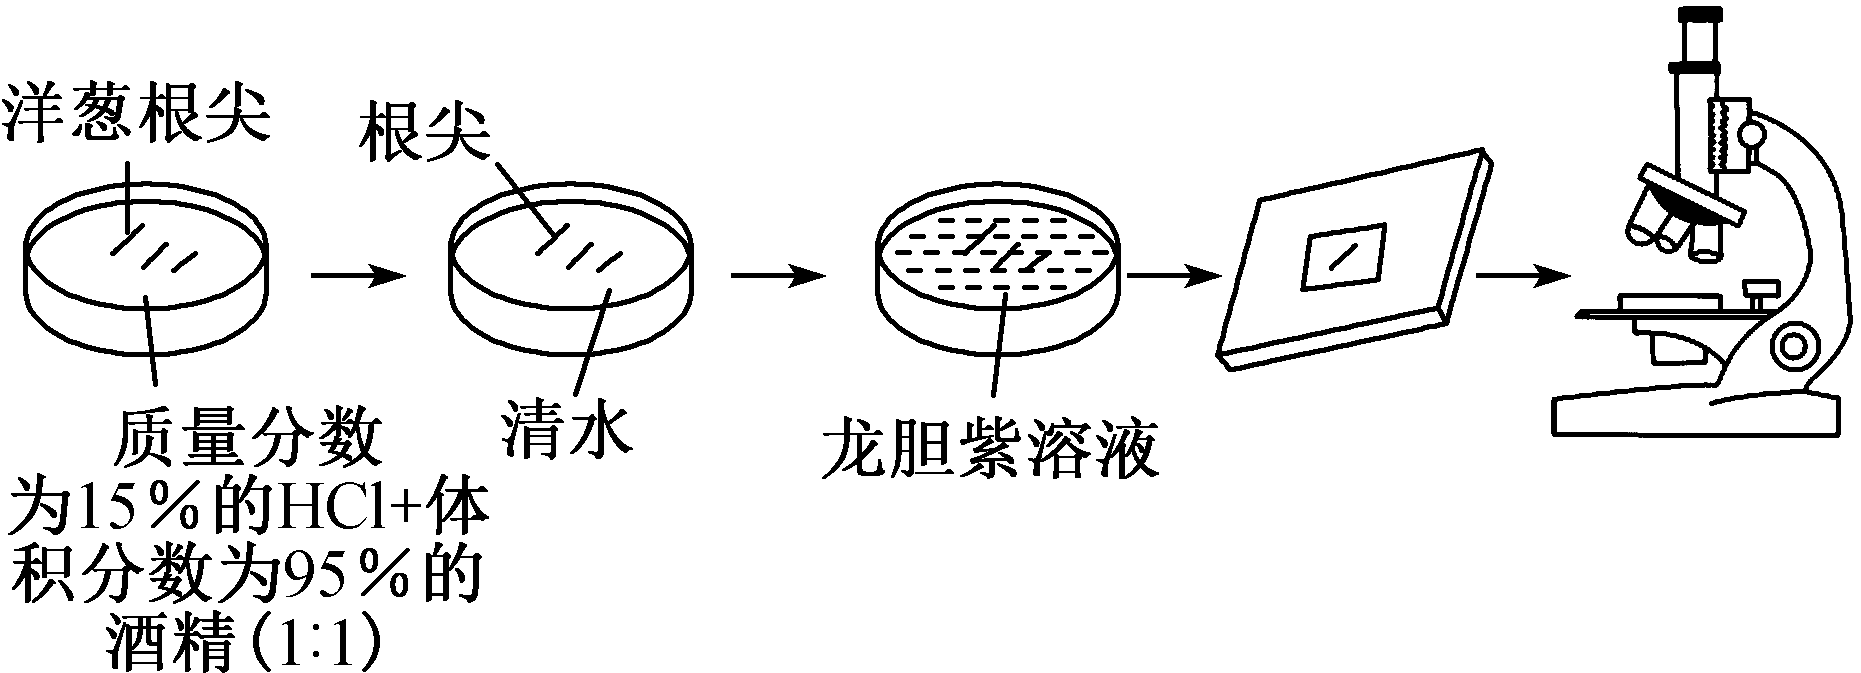 洋葱根尖
根尖
质量分数
为15%的HCl+体
积分数为95%的
酒精(1∶1)
清水
龙胆紫溶液